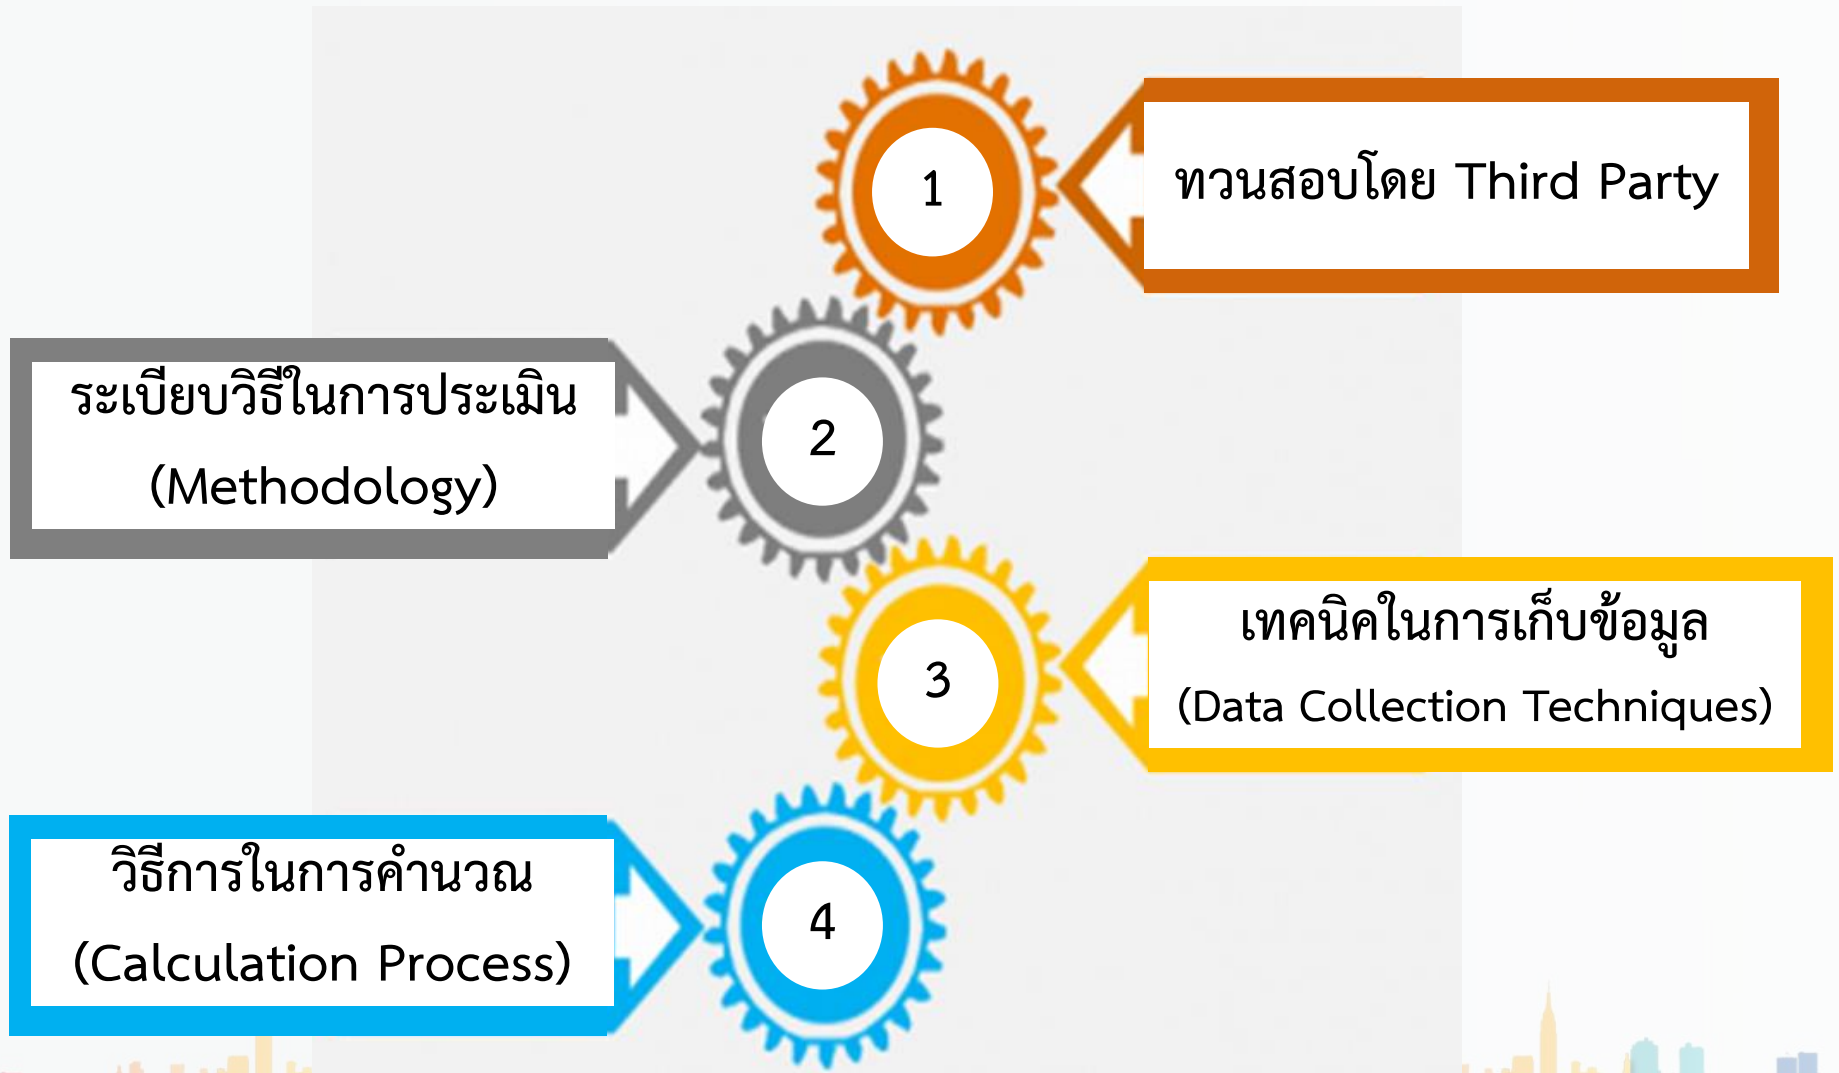 1
ทวนสอบโดย Third Party
ระเบียบวิธีในการประเมิน
(Methodology)
2
3
เทคนิคในการเก็บข้อมูล
(Data Collection Techniques)
วิธีการในการคำนวณ
(Calculation Process)
4